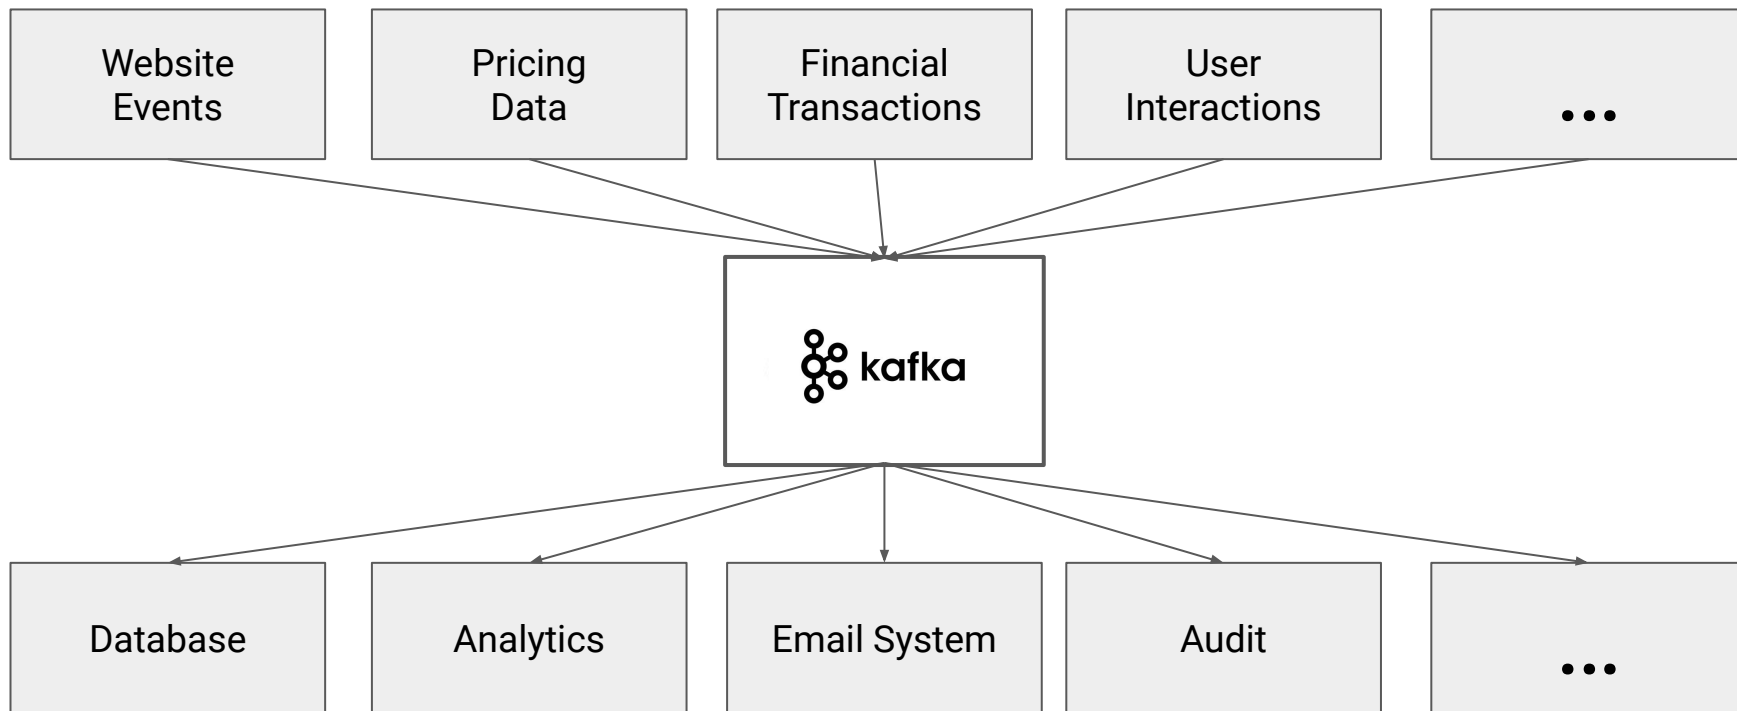 Website
Events
Pricing
Data
Financial
Transactions
User
Interactions
...
kafka
Database
Analytics
Email System
Audit
...